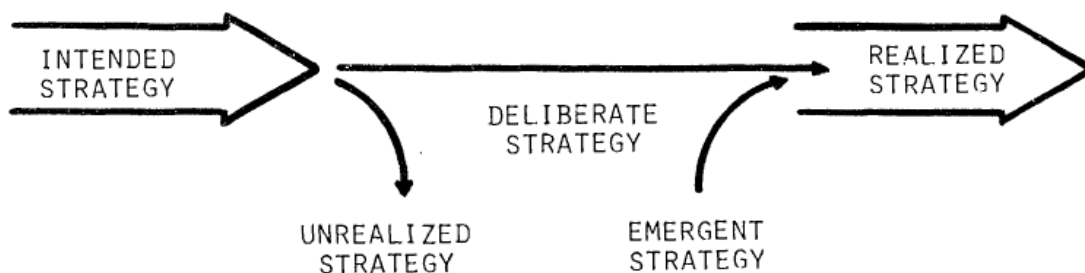 INTENDED
STRATEGY
DELIBERATE
STRATEGY
REALIZED
STRATEGY
UNREALIZED
STRATEGY
EMERGENT
STRATEGY